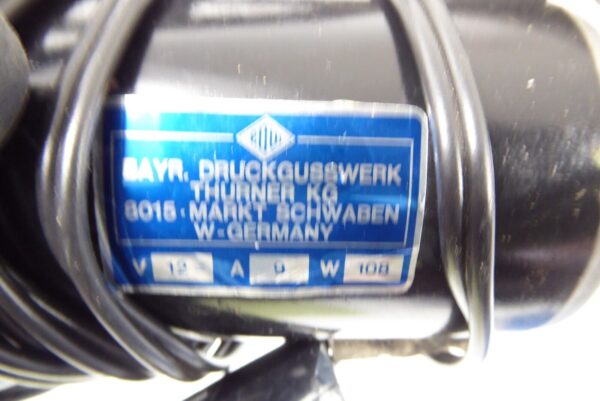 BAYR. DRUCKGUSSWERK
THURNER KG
8015 · MARKT SCHWABEN
W-GERMANY
V 12 A 9 W 108